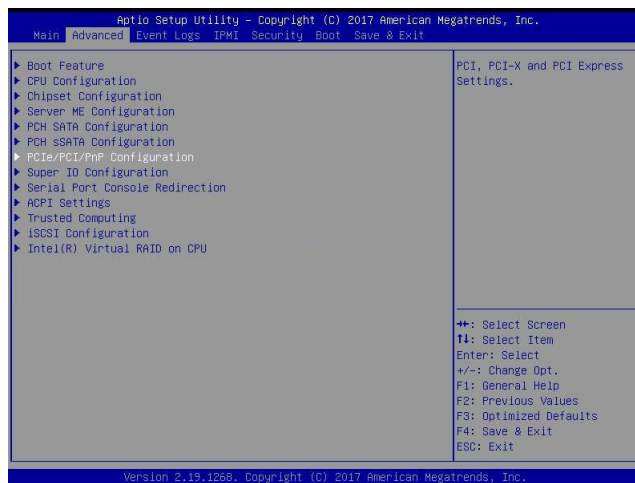 Aptio Setup Utility – Copyright (C) 2017 American Megatrends, Inc.
Main Advanced Event Logs IPMI Security Boot Save & Exit
Boot Feature
CPU Configuration
Chipset Configuration
Server ME Configuration
PCH SATA Configuration
PCH sSATA Configuration
PCIe/PCI/PnP Configuration
Super IO Configuration
Serial Port Console Redirection
ACPI Settings
Trusted Computing
iSCSI Configuration
Intel(R) Virtual RAID on CPU
PCI, PCI-X and PCI Express
Settings.
→←: Select Screen
↑↓: Select Item
Enter: Select
+/-: Change Opt.
F1: General Help
F2: Previous Values
F3: Optimized Defaults
F4: Save & Exit
ESC: Exit
Version 2.19.1268. Copyright (C) 2017 American Megatrends, Inc.